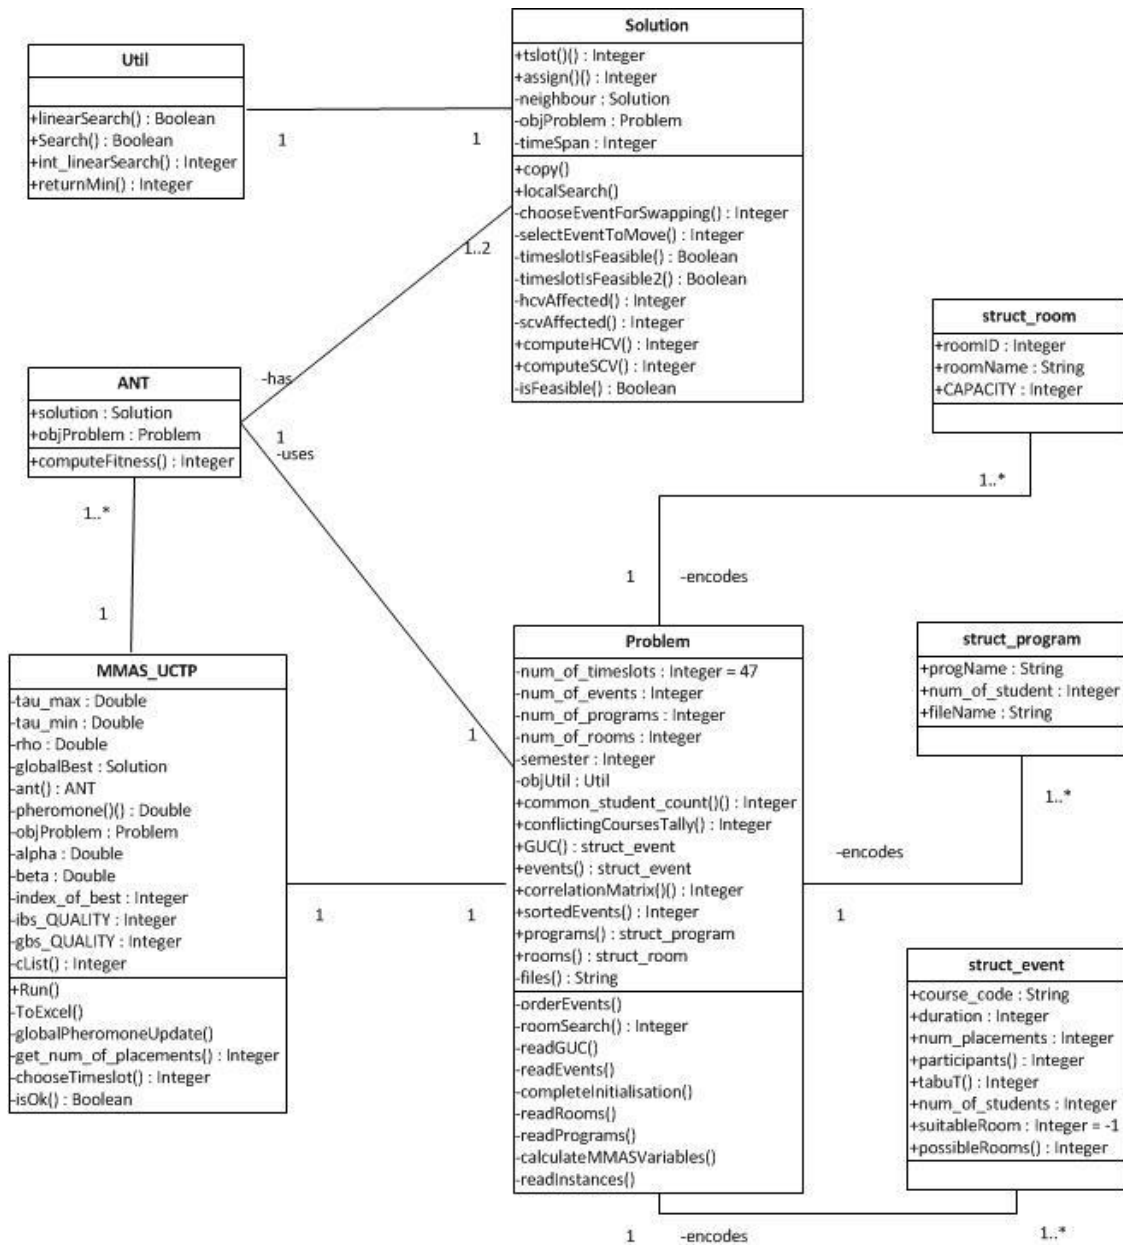 Util
+linearSearch() : Boolean
+Search() : Boolean
+int_linearSearch() : Integer
+returnMin() : Integer
1
1
Solution
+tslot()() : Integer
+assign()() : Integer
-neighbour : Solution
-objProblem : Problem
-timeSpan : Integer
+copy()
+localSearch()
-chooseEventForSwapping() : Integer
-selectEventToMove() : Integer
-timeslotIsFeasible() : Boolean
-timeslotIsFeasible2() : Boolean
-hcvAffected() : Integer
-scvAffected() : Integer
+computeHCV() : Integer
+computeSCV() : Integer
-isFeasible() : Boolean
1..2
-has
ANT
+solution : Solution
+objProblem : Problem
+computeFitness() : Integer
1
-uses
1
1..*
1
struct_room
+roomID : Integer
+roomName : String
+CAPACITY : Integer
1..*
1
-encodes
MMAS_UCTP
-tau_max : Double
-tau_min : Double
-rho : Double
-globalBest : Solution
-ant() : ANT
-pheromone()() : Double
-objProblem : Problem
-alpha : Double
-beta : Double
-index_of_best : Integer
-ibs_QUALITY : Integer
-gbs_QUALITY : Integer
-cList() : Integer
+Run()
-ToExcel()
-globalPheromoneUpdate()
-get_num_of_placements() : Integer
-chooseTimeslot() : Integer
-isOk() : Boolean
1
1
Problem
-num_of_timeslots : Integer = 47
-num_of_events : Integer
-num_of_programs : Integer
-num_of_rooms : Integer
-semester : Integer
-objUtil : Util
+common_student_count()() : Integer
+conflictingCoursesTally() : Integer
+GUC() : struct_event
+events() : struct_event
+correlationMatrix()() : Integer
+sortedEvents() : Integer
+programs() : struct_program
+rooms() : struct_room
-files() : String
-orderEvents()
-roomSearch() : Integer
-readGUC()
-readEvents()
-completeInitialisation()
-readRooms()
-readPrograms()
-calculateMMASVariables()
-readInstances()
struct_program
+progName : String
+num_of_student : Integer
+fileName : String
1..*
-encodes
1
struct_event
+course_code : String
+duration : Integer
+num_placements : Integer
+participants() : Integer
+tabuT() : Integer
+num_of_students : Integer
+suitableRoom : Integer = -1
+possibleRooms() : Integer
1
-encodes
1..*